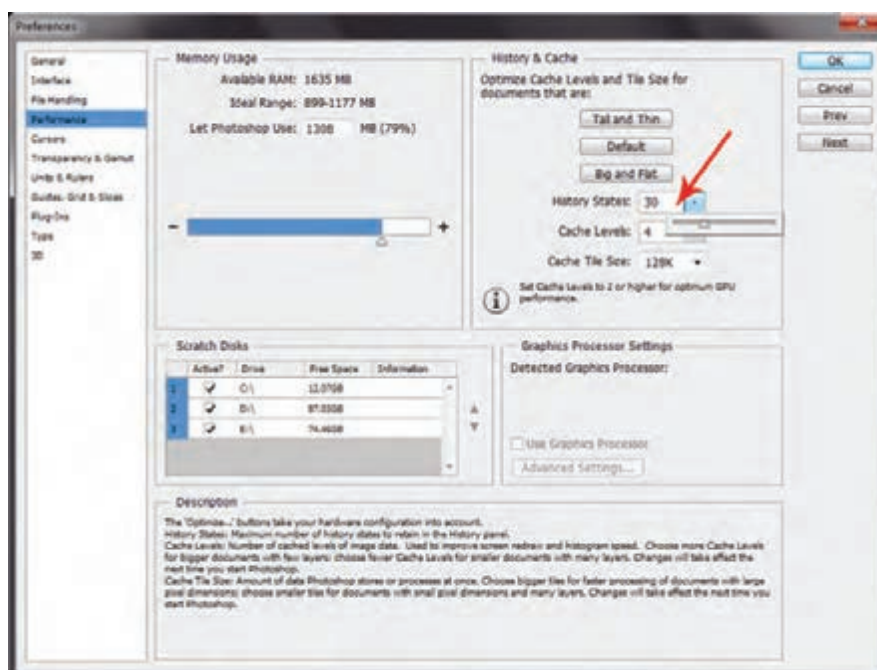 Preferences
General
Interface
File Handling
Performance
Cursors
Transparency & Gamut
Units & Rulers
Guides, Grid & Slices
Plug-Ins
Type
3D
Memory Usage
Available RAM: 1635 MB
Ideal Range: 899-1177 MB
Let Photoshop Use: 1308 MB (79%)
- +
History & Cache
Optimize Cache Levels and Tile Size for
documents that are:
Tall and Thin
Default
Big and Flat
History States: 30
Cache Levels: 4
Cache Tile Size: 128K
i Set Cache Levels to 2 or higher for optimum GPU
performance.
OK
Cancel
Prev
Next
Scratch Disks
Active? Drive Free Space Information
1 C:\
2 D:\
3 E:\
Graphics Processor Settings
Detected Graphics Processor:
Use Graphics Processor
Advanced Settings...
Description
The 'Optimize...' buttons take your hardware configuration into account.
History States: Maximum number of history states to retain in the History panel.
Cache Levels: Number of cached levels of image data. Used to improve screen redraw and histogram speed. Choose more Cache Levels
for bigger documents with few layers; choose fewer Cache Levels for smaller documents with many layers. Changes will take effect the
next time you start Photoshop.
Cache Tile Size: Amount of data Photoshop stores or processes at once. Choose bigger tiles for faster processing of documents with large
pixel dimensions; choose smaller tiles for documents with small pixel dimensions and many layers. Changes will take effect the next time you
start Photoshop.